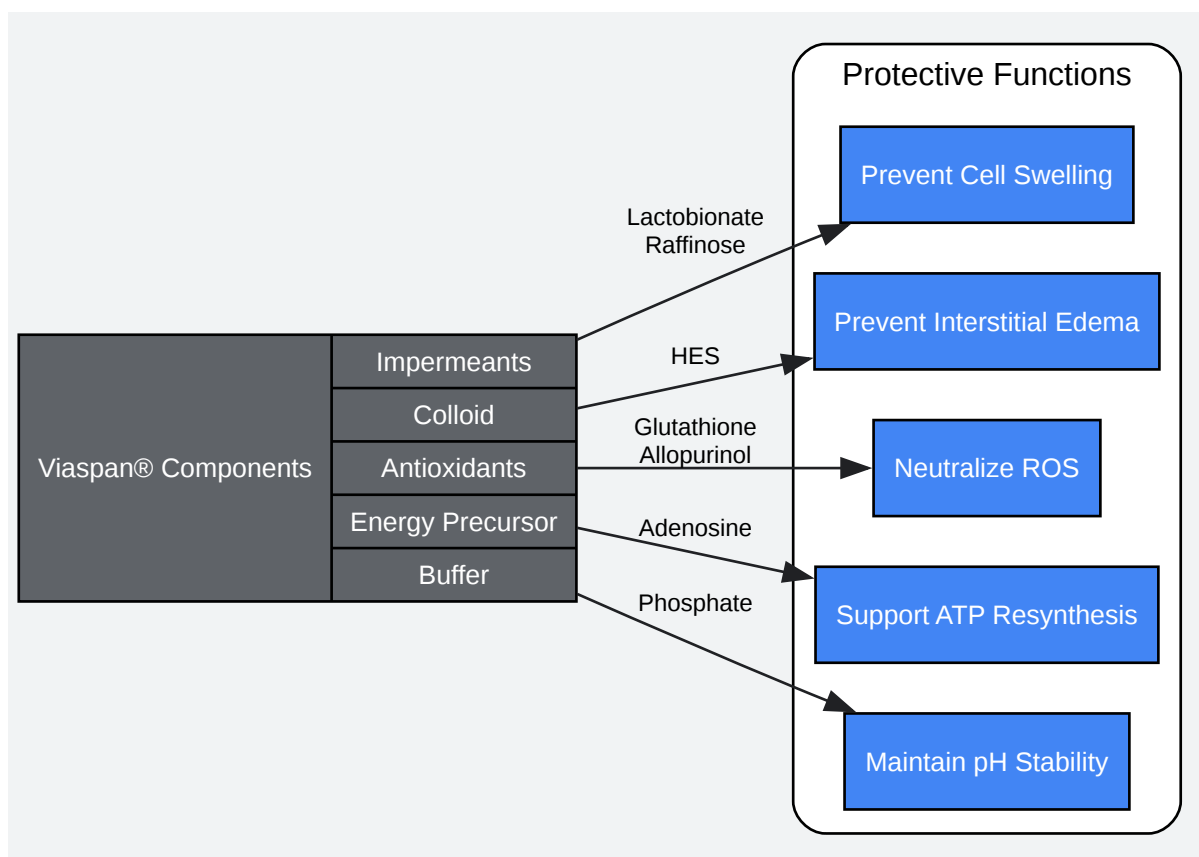 Protective Functions
Prevent Cell Swelling
Lactobionate
Raffinose
Prevent Interstitial Edema
HES
Impermeants
Colloid
Glutathione
Allopurinol
Viaspan® Components
Antioxidants
Neutralize ROS
Energy Precursor
Adenosine
Buffer
Phosphate
Support ATP Resynthesis
Maintain pH Stability